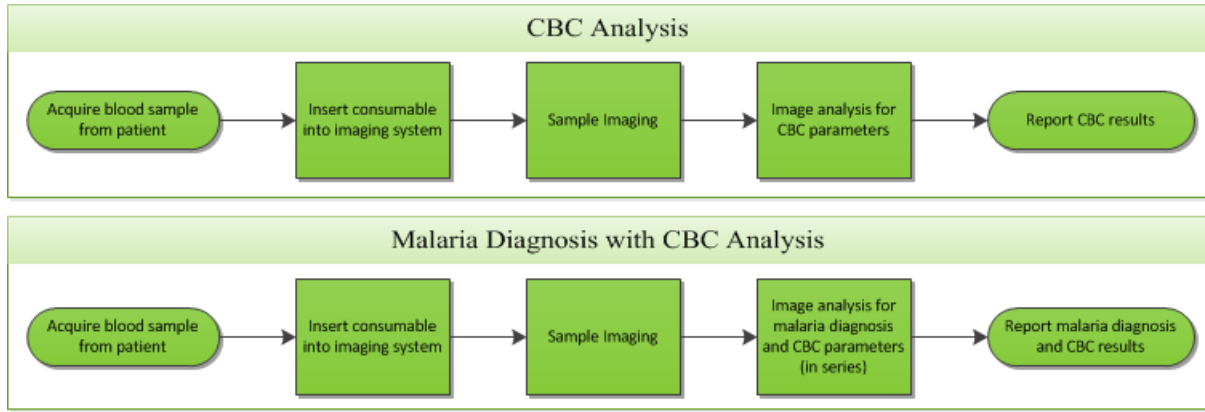 CBC Analysis
Acquire blood sample
from patient
Insert consumable
into imaging system
Sample Imaging
Image analysis for
CBC parameters
Report CBC results
Malaria Diagnosis with CBC Analysis
Acquire blood sample
from patient
Insert consumable
into imaging system
Sample Imaging
Image analysis for
malaria diagnosis
and CBC parameters
(in series)
Report malaria diagnosis
and CBC results